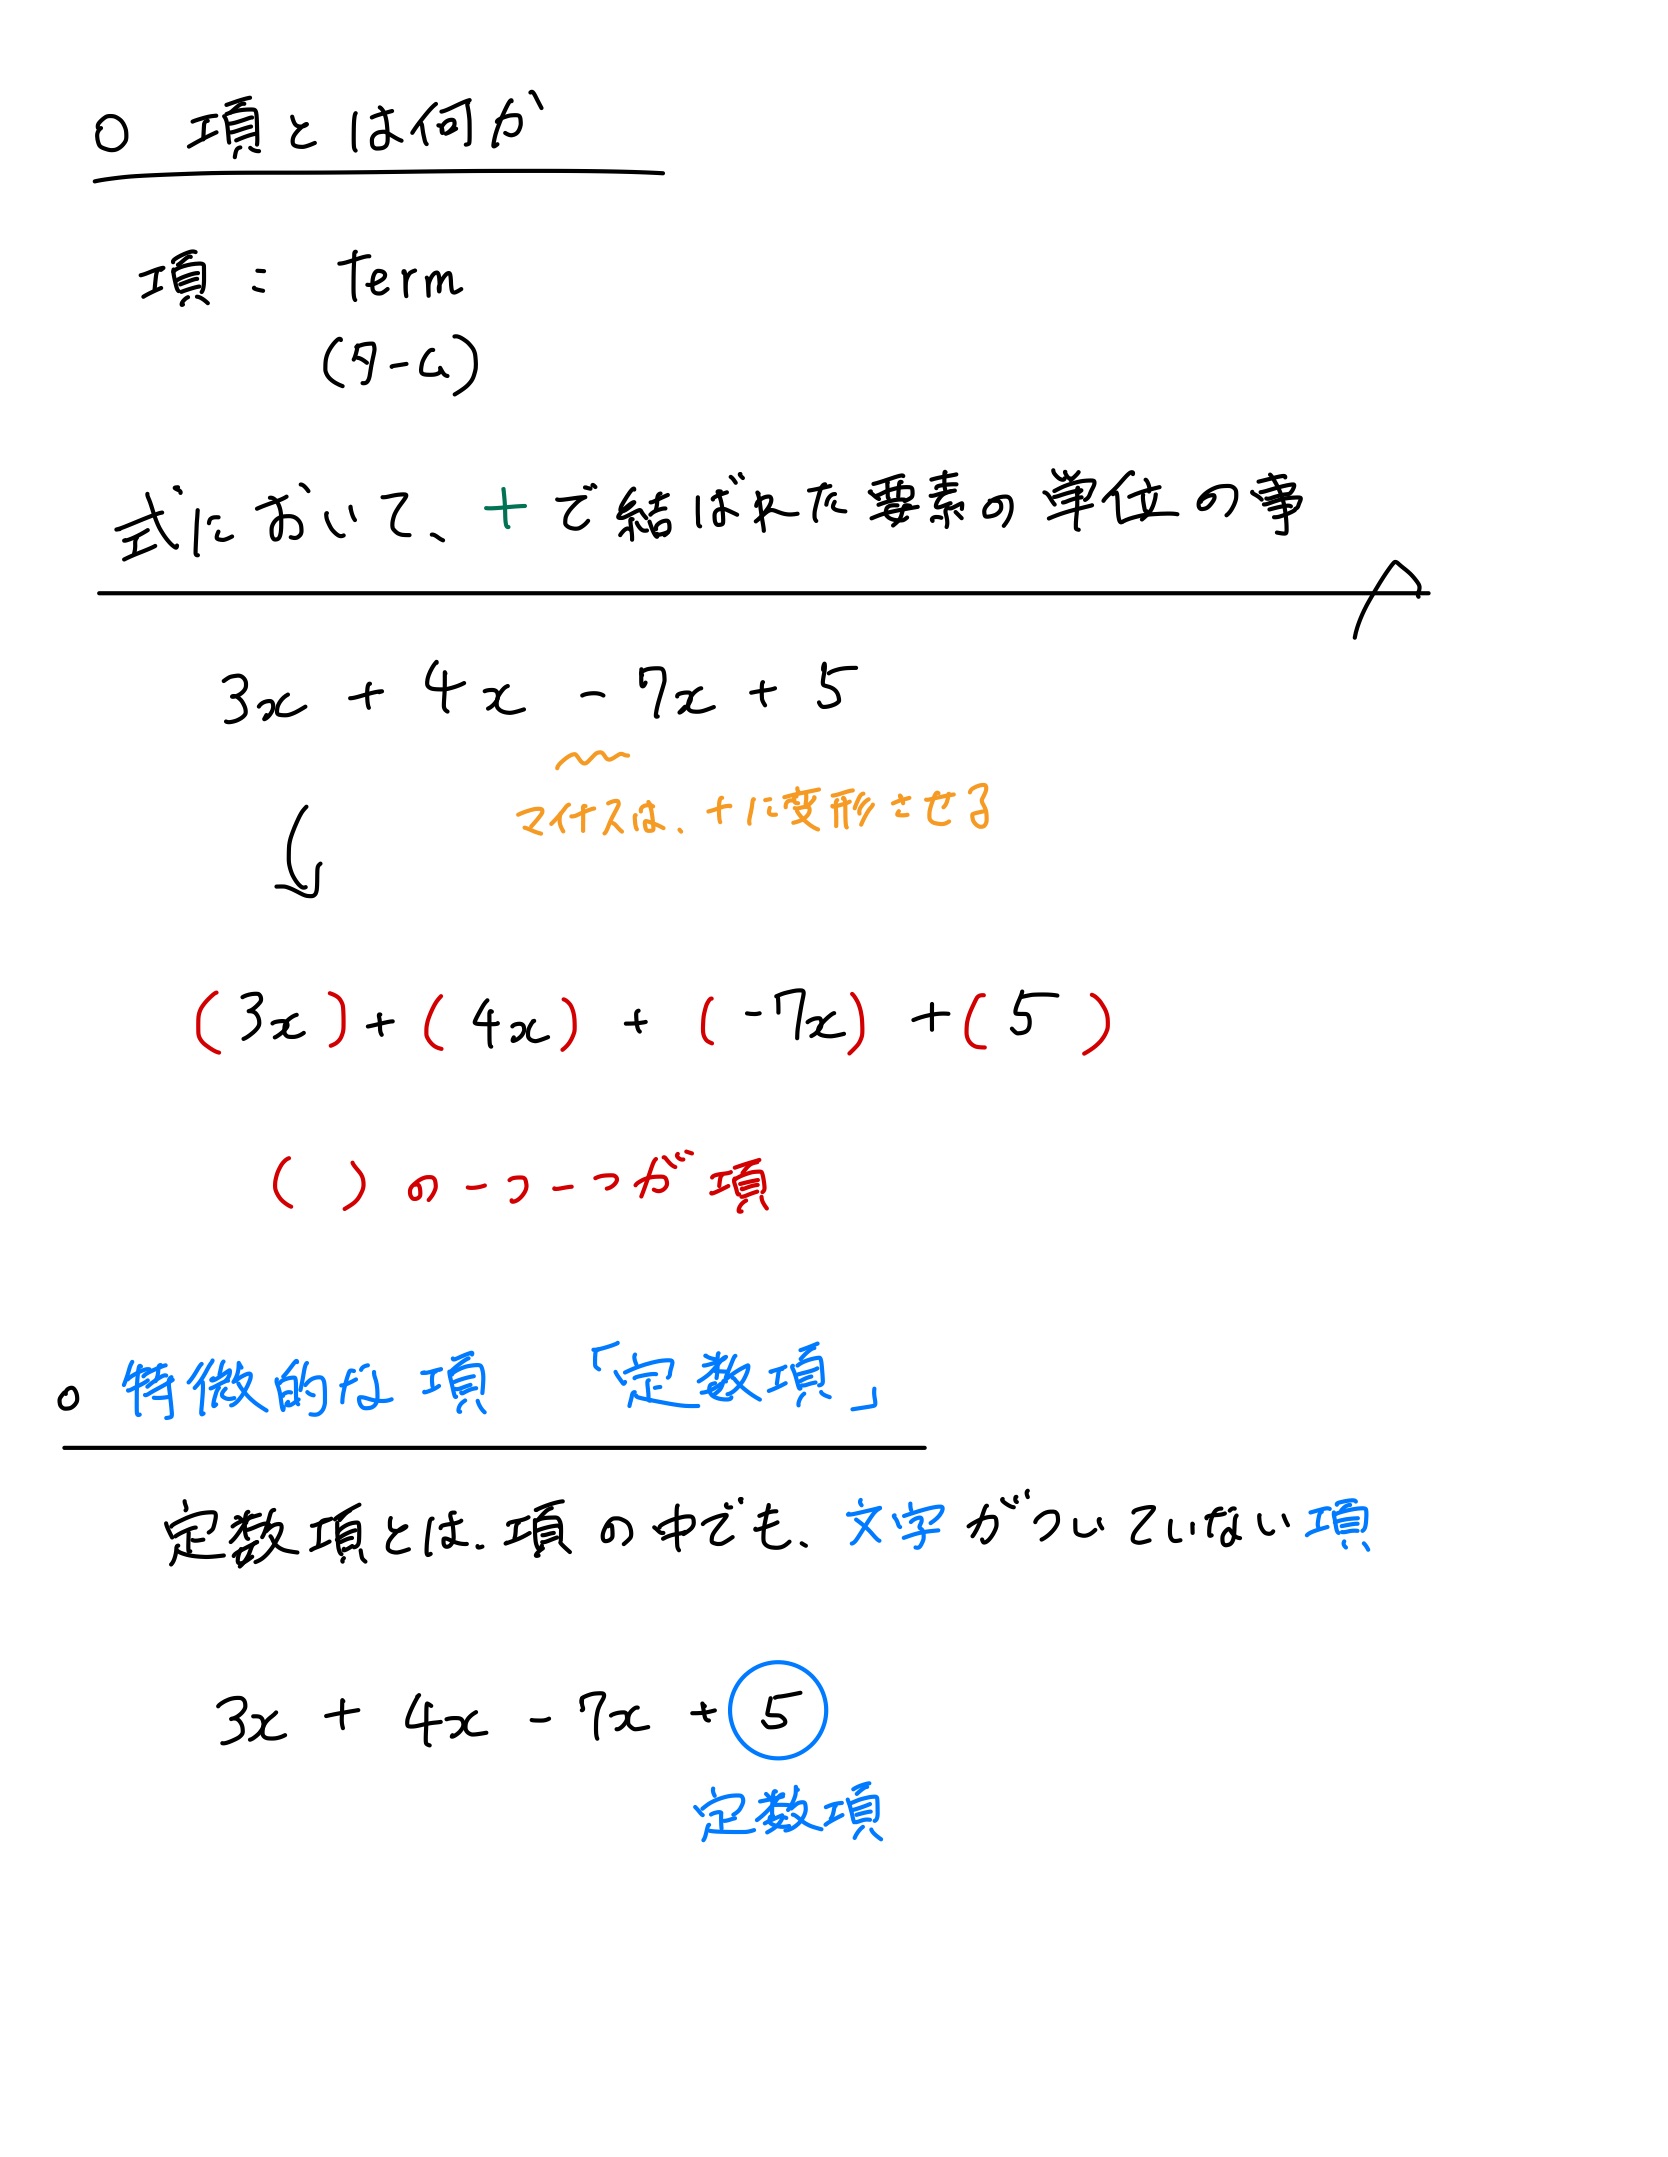 ○ 項とは何か
項 : term
(ターム)
式において、+で結ばれた要素の単位の事
3x + 4x - 7x + 5
マイナスは、+に変形させる
(3x) + (4x) + (-7x) + (5)
( )の一つ一つが項
○ 特徴的な項 「定数項」
定数項とは、項の中でも、文字がついていない項
3x + 4x - 7x + 5
定数項